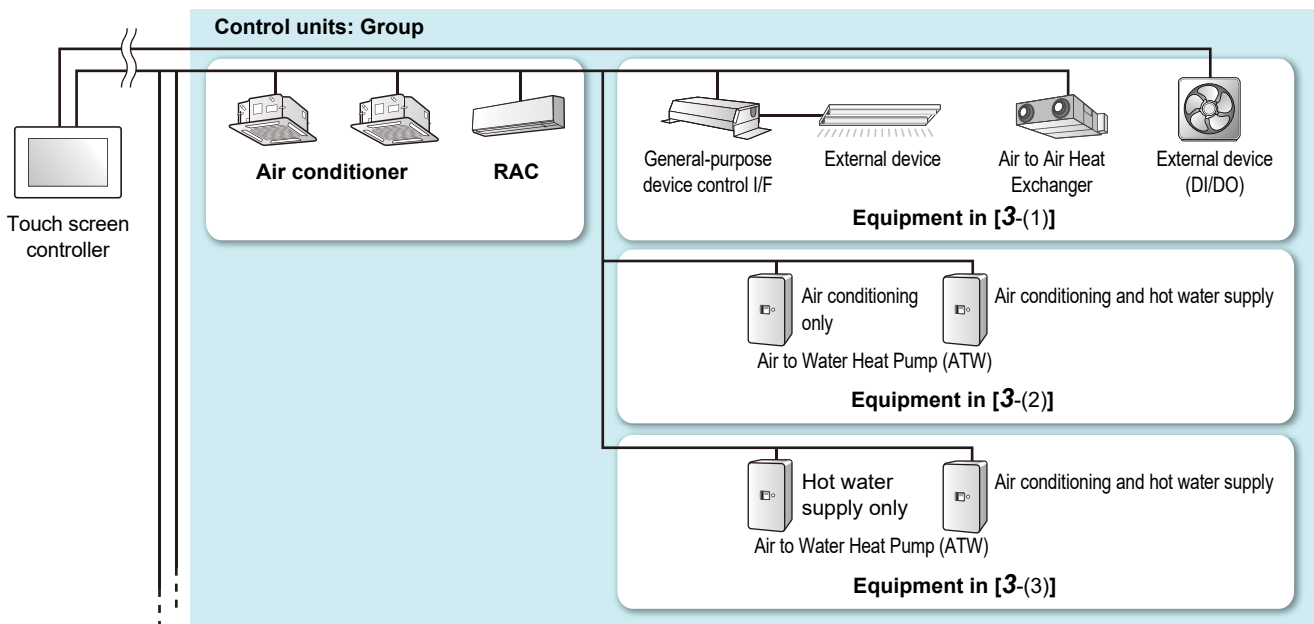 Control units: Group
Touch screen
controller
Air conditioner
RAC
General-purpose
device control I/F
External device
Air to Air Heat
Exchanger
External device
(DI/DO)
Equipment in [3-(1)]
Air conditioning
only
Air conditioning and hot water supply
Air to Water Heat Pump (ATW)
Equipment in [3-(2)]
Hot water
supply only
Air conditioning and hot water supply
Air to Water Heat Pump (ATW)
Equipment in [3-(3)]